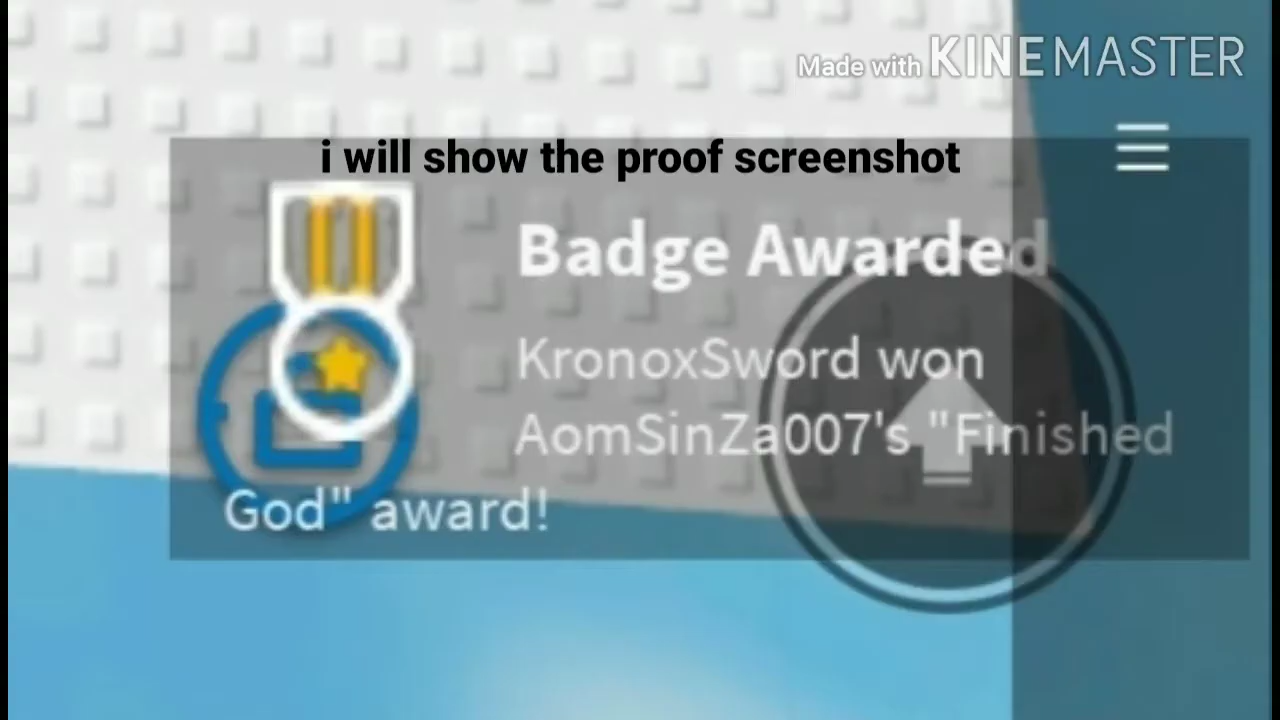 Made with KINEMASTER
i will show the proof screenshot
Badge Awarded
KronoxSword won
AomSinZa007's "Finished
God" award!